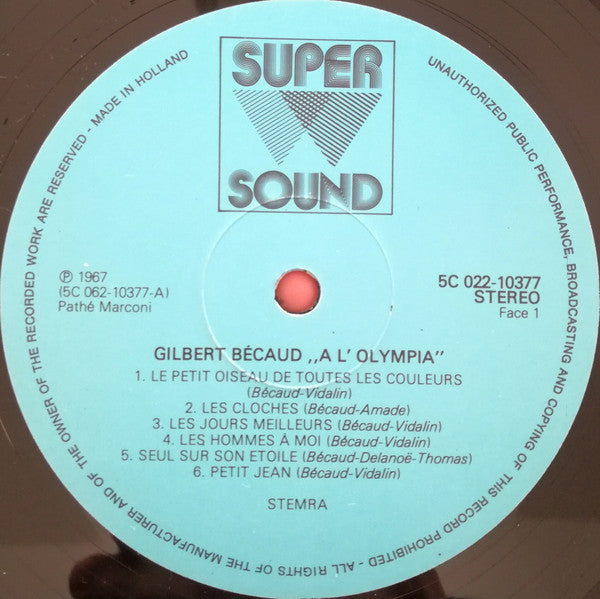 SUPER
SOUND
℗ 1967
(5C 062-10377-A)
Pathé Marconi
5C 022-10377
STEREO
Face 1
GILBERT BÉCAUD ,,A L' OLYMPIA''
1. LE PETIT OISEAU DE TOUTES LES COULEURS
(Bécaud-Vidalin)
2. LES CLOCHES (Bécaud-Amade)
3. LES JOURS MEILLEURS (Bécaud-Vidalin)
4. LES HOMMES À MOI (Bécaud-Vidalin)
5. SEUL SUR SON ETOILE (Bécaud-Delanoë-Thomas)
6. PETIT JEAN (Bécaud-Vidalin)
STEMRA
UNAUTHORIZED PUBLIC PERFORMANCE, BROADCASTING AND COPYING OF THIS RECORD PROHIBITED - ALL RIGHTS OF THE MANUFACTURER AND OF THE OWNER OF THE RECORDED WORK ARE RESERVED - MADE IN HOLLAND